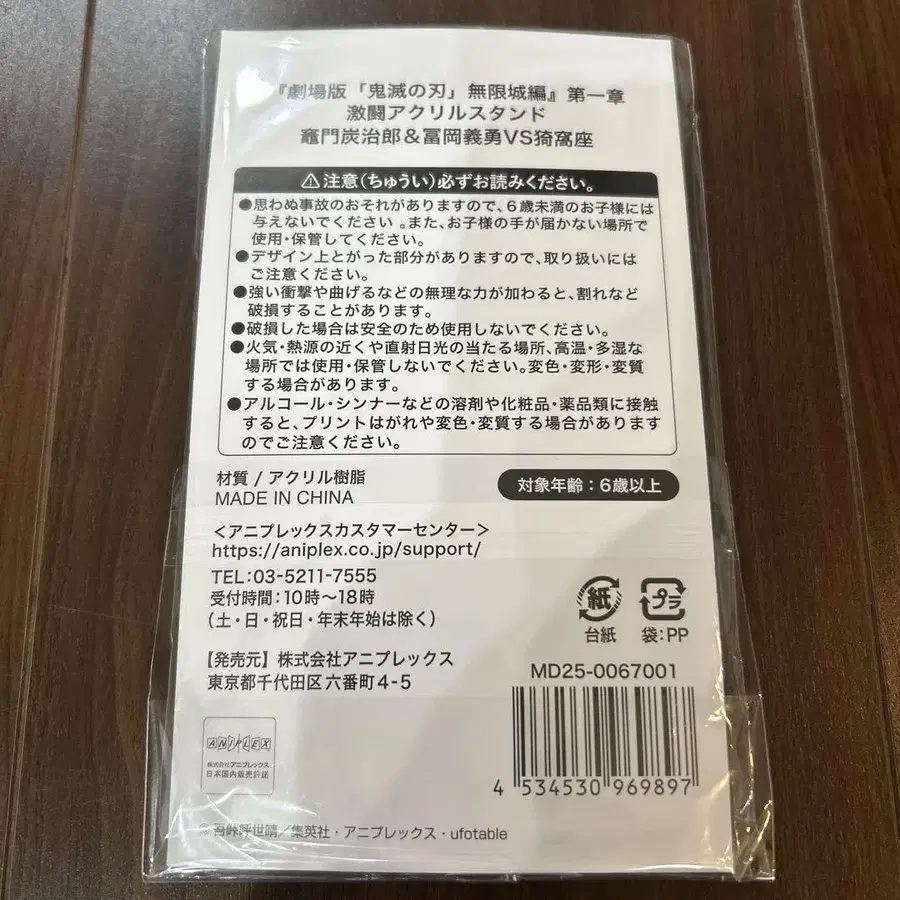 『劇場版「鬼滅の刃」無限城編』第一章
激闘アクリルスタンド
竈門炭治郎＆冨岡義勇VS猗窩座
⚠注意(ちゅうい)必ずお読みください。
●思わぬ事故のおそれがありますので、6歳未満のお子様には
与えないでください 。また、お子様の手が届かない場所で
使用・保管してください。
●デザイン上とがった部分がありますので、取り扱いには
ご注意ください。
●強い衝撃や曲げるなどの無理な力が加わると、割れなど
破損することがあります。
●破損した場合は安全のため使用しないでください。
●火気・熱源の近くや直射日光の当たる場所、高温・多湿な
場所では使用・保管しないでください。変色・変形・変質
する場合があります。
●アルコール・シンナーなどの溶剤や化粧品・薬品類に接触
すると、プリントはがれや変色・変質する場合があります
のでご注意ください。
材質 / アクリル樹脂
MADE IN CHINA
対象年齢：6歳以上
＜アニプレックスカスタマーセンター＞
https://aniplex.co.jp/support/
TEL：03-5211-7555
受付時間：10時～18時
（土・日・祝日・年末年始は除く）
紙
台紙
プラ
袋：PP
【発売元】株式会社アニプレックス
東京都千代田区六番町4-5
MD25-0067001
4 534530 969897
ANIPLEX
株式会社アニプレックス
日本国内販売許諾
©吾峠呼世晴／集英社・アニプレックス・ufotable